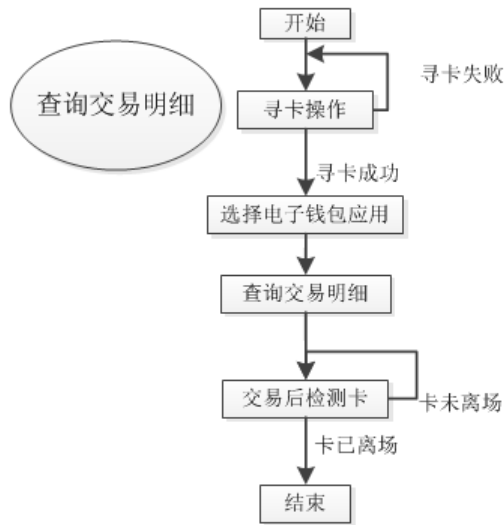 开始
寻卡失败
查询交易明细
寻卡操作
寻卡成功
选择电子钱包应用
查询交易明细
交易后检测卡
卡未离场
卡已离场
结束